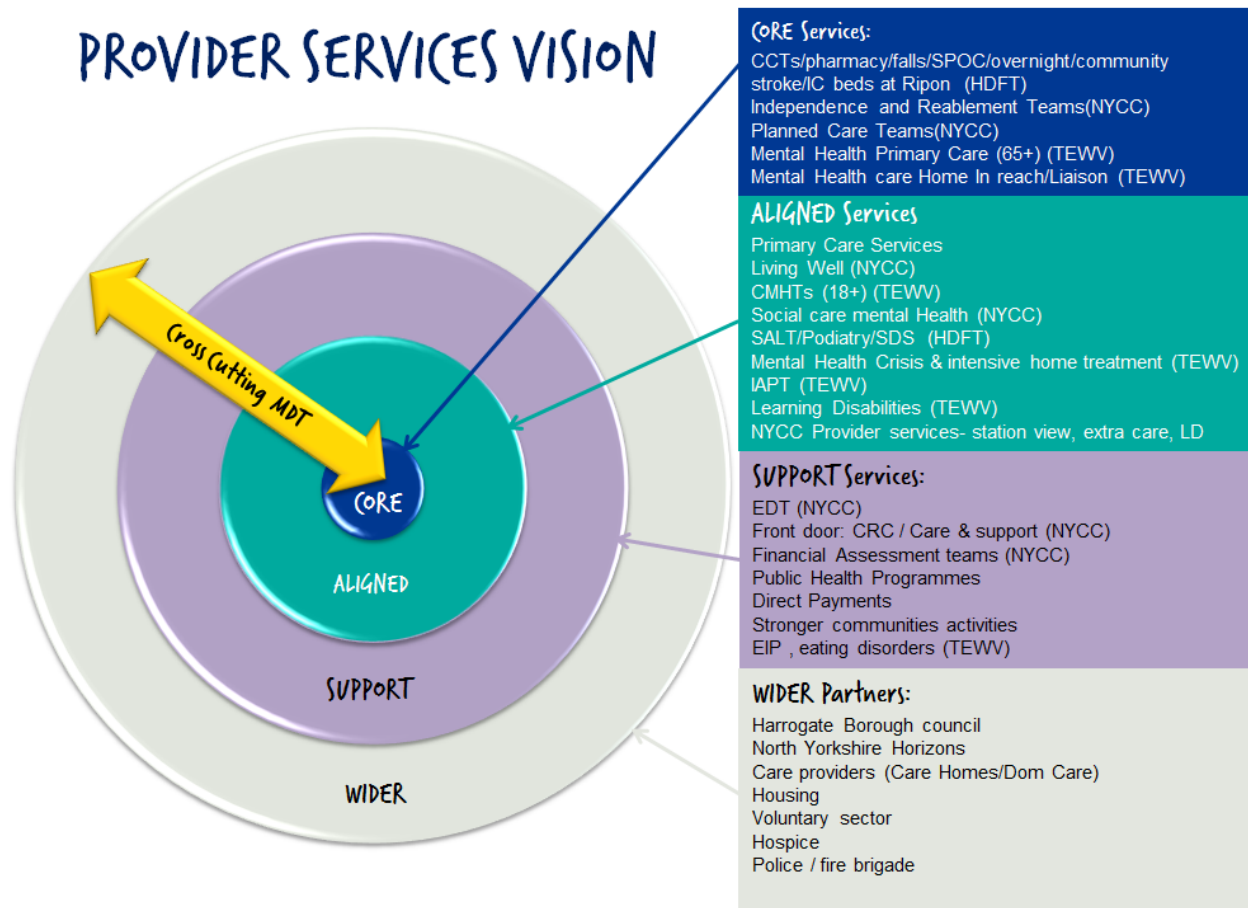 PROVIDER SERVICES VISION
Cross Cutting MDT
CORE
ALIGNED
SUPPORT
WIDER
CORE Services:
CCTs/pharmacy/falls/SPOC/overnight/community
stroke/IC beds at Ripon (HDFT)
Independence and Reablement Teams(NYCC)
Planned Care Teams(NYCC)
Mental Health Primary Care (65+) (TEWV)
Mental Health care Home In reach/Liaison (TEWV)
ALIGNED Services
Primary Care Services
Living Well (NYCC)
CMHTs (18+) (TEWV)
Social care mental Health (NYCC)
SALT/Podiatry/SDS (HDFT)
Mental Health Crisis & intensive home treatment (TEWV)
IAPT (TEWV)
Learning Disabilities (TEWV)
NYCC Provider services- station view, extra care, LD
SUPPORT Services:
EDT (NYCC)
Front door: CRC / Care & support (NYCC)
Financial Assessment teams (NYCC)
Public Health Programmes
Direct Payments
Stronger communities activities
EIP , eating disorders (TEWV)
WIDER Partners:
Harrogate Borough council
North Yorkshire Horizons
Care providers (Care Homes/Dom Care)
Housing
Voluntary sector
Hospice
Police / fire brigade